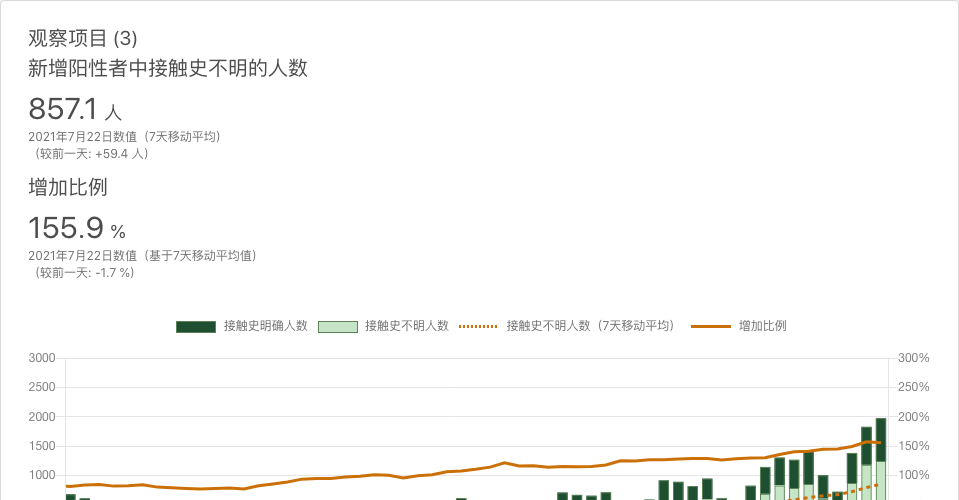 观察项目 (3)
新增阳性者中接触史不明的人数
857.1 人
2021年7月22日数值（7天移动平均）
（较前一天: +59.4 人）
增加比例
155.9 %
2021年7月22日数值（基于7天移动平均值）
（较前一天: -1.7 %）
接触史明确人数 接触史不明人数 接触史不明人数（7天移动平均） 增加比例
3000 300%
2500 250%
2000 200%
1500 150%
1000 100%